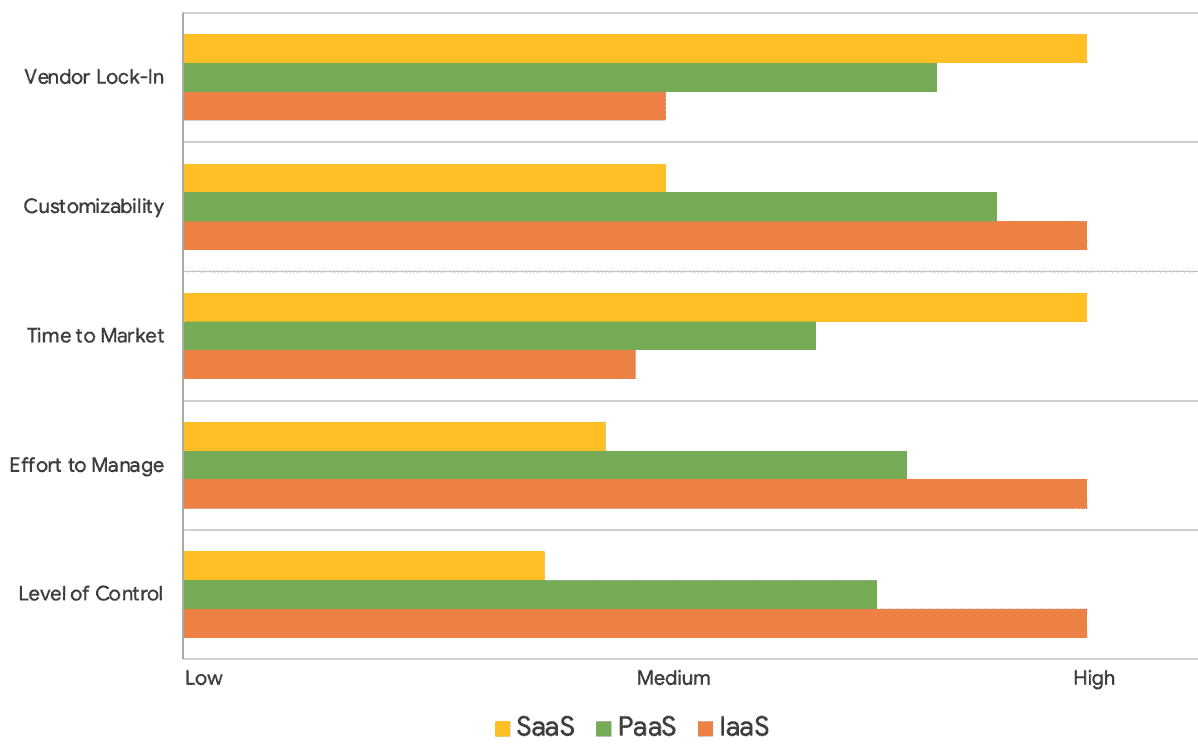 Vendor Lock-In
Customizability
Time to Market
Effort to Manage
Level of Control
Low Medium High
SaaS PaaS IaaS